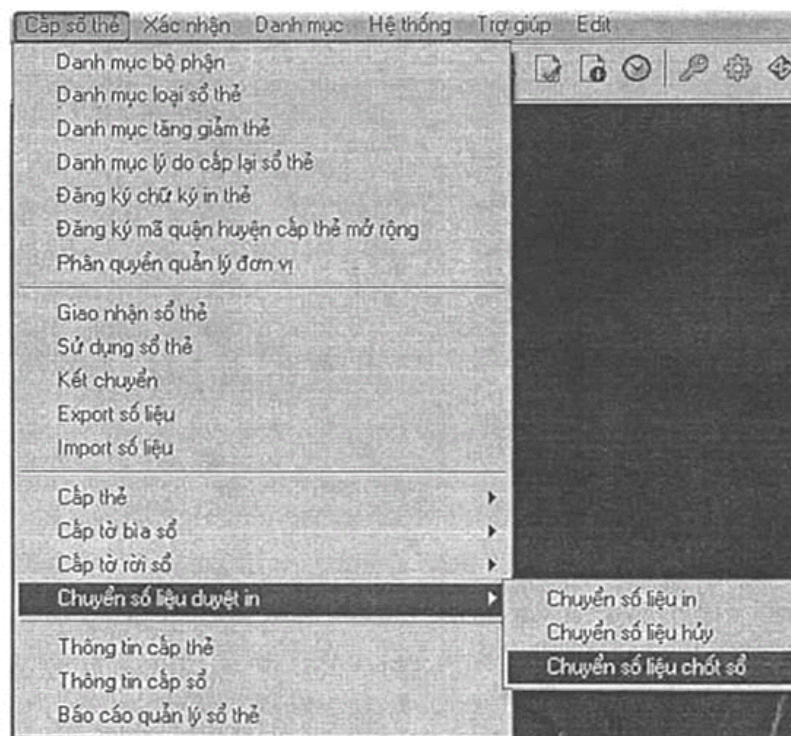 Cấp sổ thẻ Xác nhận Danh mục Hệ thống Trợ giúp Edit
Danh mục bộ phận
Danh mục loại sổ thẻ
Danh mục tăng giảm thẻ
Danh mục lý do cấp lại sổ thẻ
Đăng ký chữ ký in thẻ
Đăng ký mã quận huyện cấp thẻ mở rộng
Phân quyền quản lý đơn vị
Giao nhận sổ thẻ
Sử dụng sổ thẻ
Kết chuyển
Export số liệu
Import số liệu
Cấp thẻ
Cấp tờ bìa sổ
Cấp tờ rời sổ
Chuyển số liệu duyệt in
Chuyển số liệu in
Chuyển số liệu hủy
Chuyển số liệu chốt sổ
Thông tin cấp thẻ
Thông tin cấp sổ
Báo cáo quản lý sổ thẻ